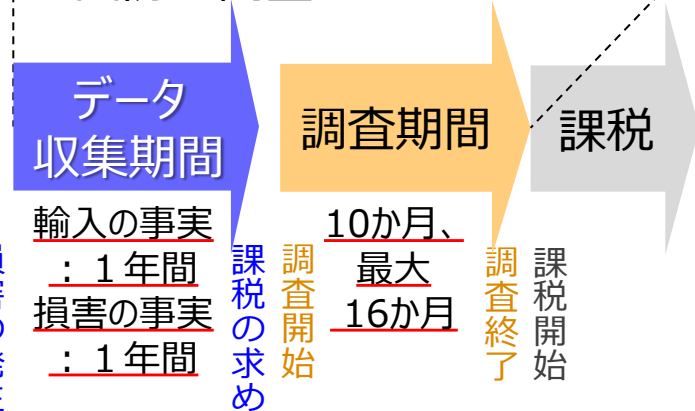 データ
収集期間
調査期間
課税
輸入の事実
：１年間
損害の事実
：１年間
課税の求め
調査開始
10か月、
最大
16か月
調査終了
課税開始